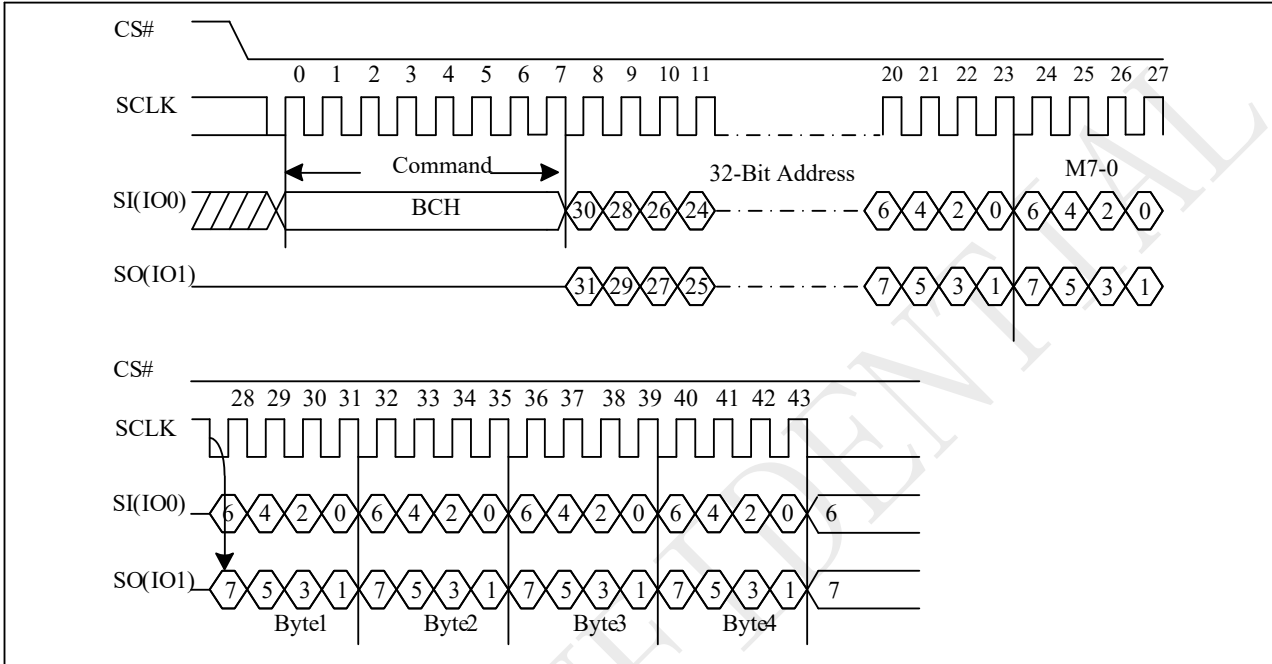 CS#
0 1 2 3 4 5 6 7 8 9 10 11 20 21 22 23 24 25 26 27
SCLK
Command 32-Bit Address M7-0
SI(IO0) BCH 30 28 26 24 6 4 2 0 6 4 2 0
SO(IO1) 31 29 27 25 7 5 3 1 7 5 3 1
CS#
28 29 30 31 32 33 34 35 36 37 38 39 40 41 42 43
SCLK
SI(IO0) 6 4 2 0 6 4 2 0 6 4 2 0 6 4 2 0 6
SO(IO1) 7 5 3 1 7 5 3 1 7 5 3 1 7 5 3 1 7
Byte1 Byte2 Byte3 Byte4